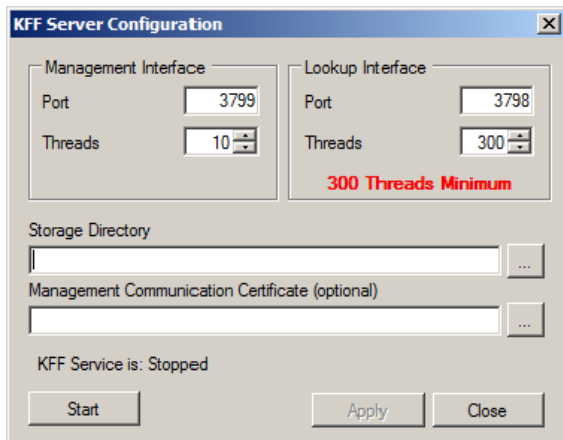 KFF Server Configuration
Management Interface
Port 3799
Threads 10
Lookup Interface
Port 3798
Threads 300
300 Threads Minimum
Storage Directory
...
Management Communication Certificate (optional)
...
KFF Service is: Stopped
Start Apply Close